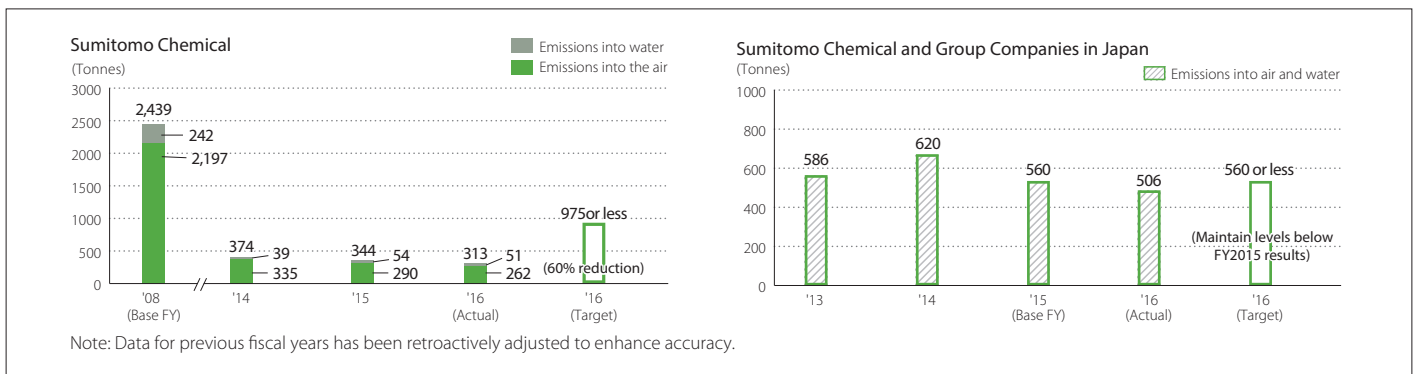 Sumitomo Chemical
(Tonnes)
Emissions into water
Emissions into the air
3000
2500
2000
1500
1000
500
0
2,439
242
2,197
374
39
335
344
54
290
313
51
262
975or less
(60% reduction)
'08
(Base FY)
'14
'15
'16
(Actual)
'16
(Target)
Sumitomo Chemical and Group Companies in Japan
(Tonnes)
Emissions into air and water
1000
800
600
400
200
0
586
620
560
506
560 or less
(Maintain levels below
FY2015 results)
'13
'14
'15
(Base FY)
'16
(Actual)
'16
(Target)
Note: Data for previous fiscal years has been retroactively adjusted to enhance accuracy.